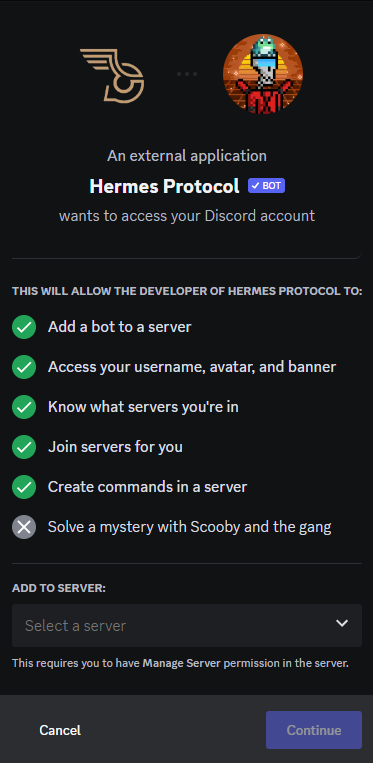 An external application
Hermes Protocol ✓ BOT
wants to access your Discord account
THIS WILL ALLOW THE DEVELOPER OF HERMES PROTOCOL TO:
Add a bot to a server
Access your username, avatar, and banner
Know what servers you're in
Join servers for you
Create commands in a server
Solve a mystery with Scooby and the gang
ADD TO SERVER:
Select a server
This requires you to have Manage Server permission in the server.
Cancel
Continue